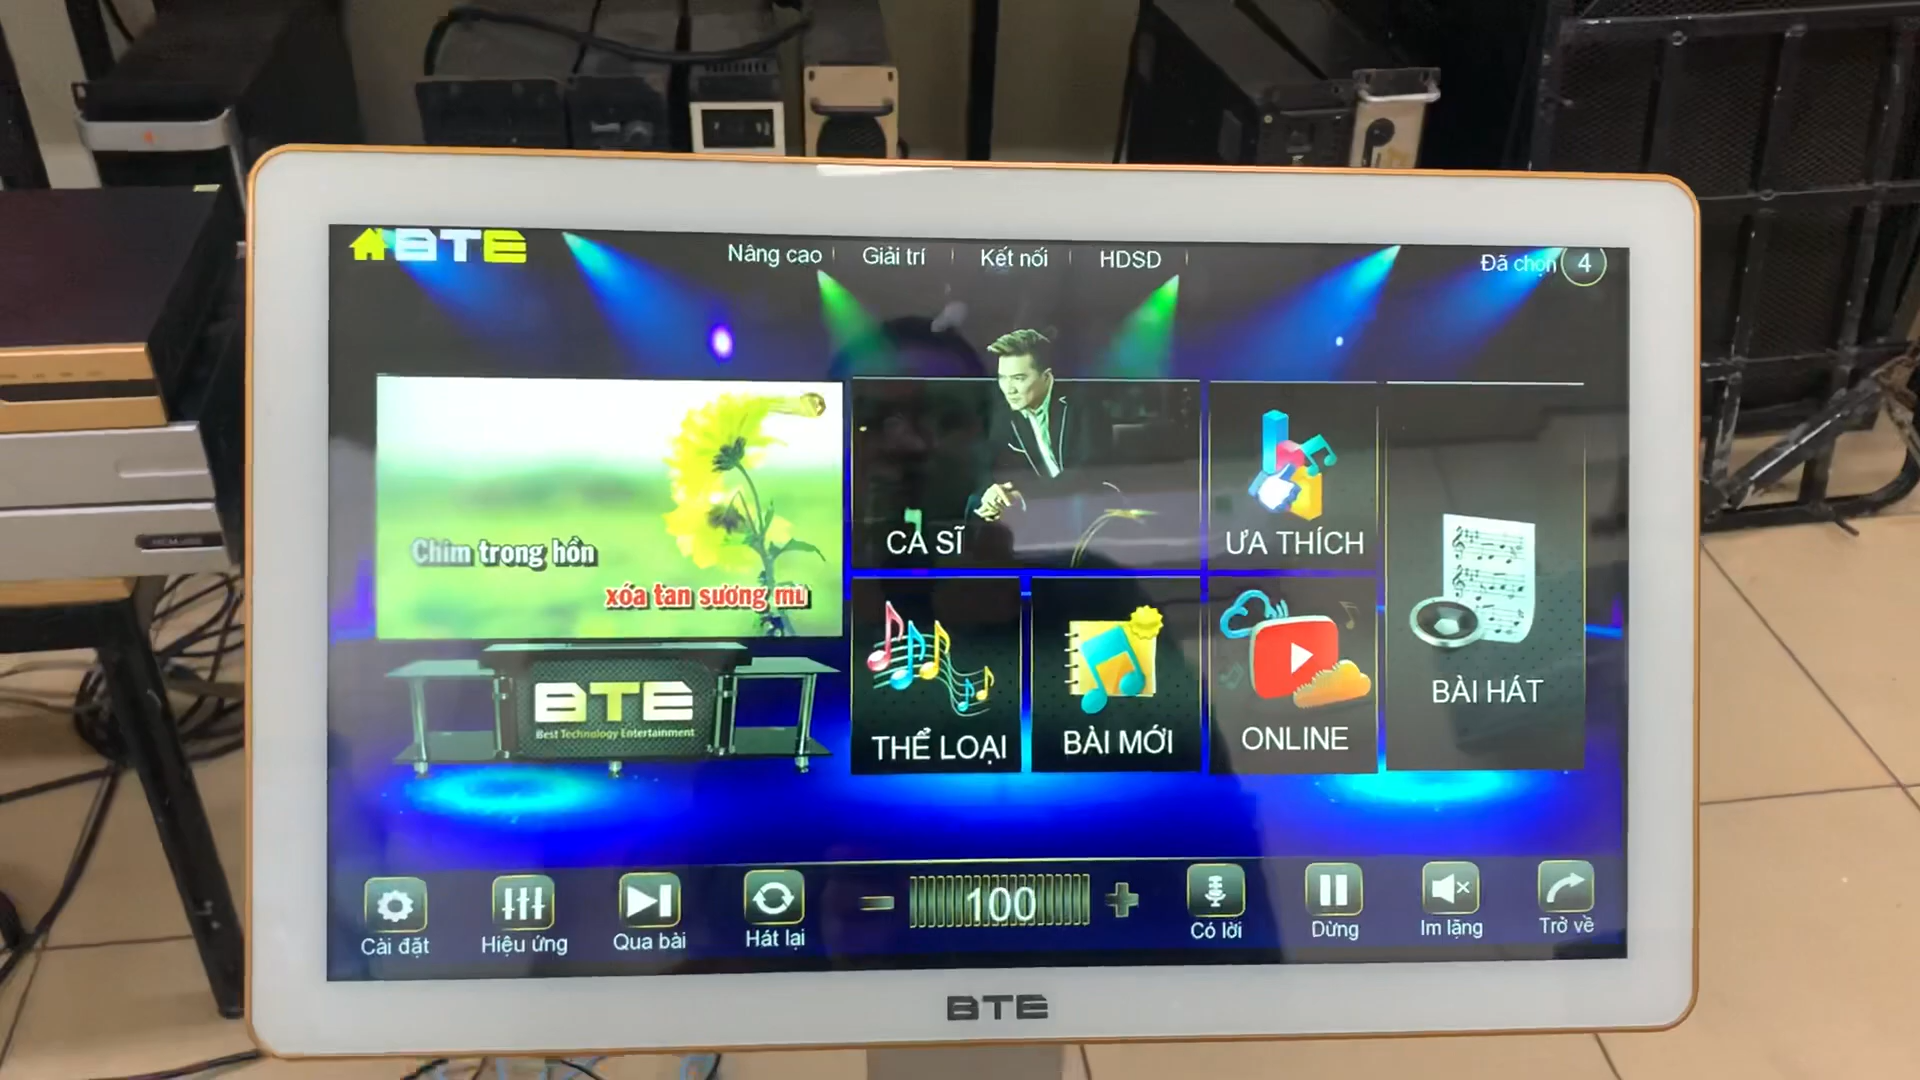 BTE
Nâng cao
Giải trí
Kết nối
HDSD
Đã chọn 4
Chím trong hồn
xóa tan sương mù
BTE
Best Technology Entertainment
CA SĨ
ƯA THÍCH
THỂ LOẠI
BÀI MỚI
ONLINE
BÀI HÁT
Cài đặt
Hiệu ứng
Qua bài
Hát lại
100
Có lời
Dừng
Im lặng
Trở về
BTE